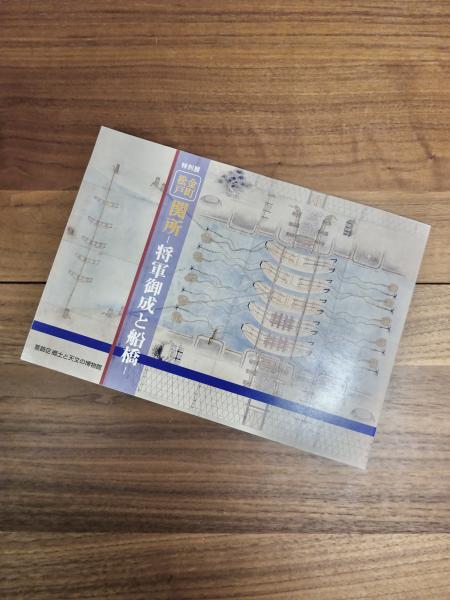 特別展
金町
松戸
関所
-将軍御成と船橋-
葛飾区郷土と天文の博物館